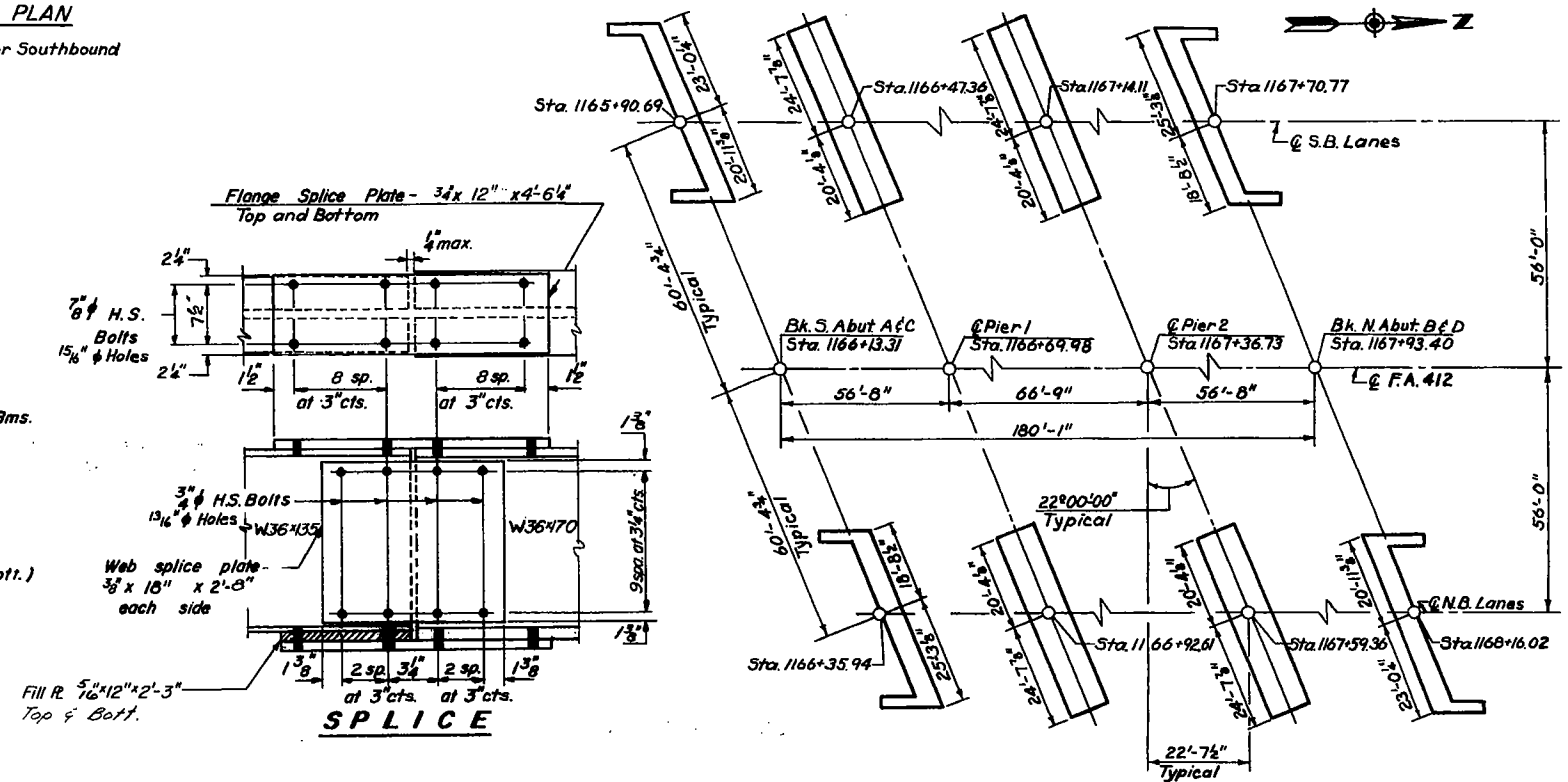 PLAN
r Southbound
Flange Splice Plate - 3/4" x 12" x 4'-6 1/4"
Top and Bottom
1/4" max.
2 1/4"
7/8" φ H.S.
Bolts
15/16" φ Holes
7 1/2"
2 1/4"
1 1/2"
8 sp.
at 3" cts.
8 sp.
at 3" cts.
1 1/2"
Bms.
1 3/8"
3/4" φ H.S. Bolts
13/16" φ Holes
W36x135
W36x170
9 spa. at 3 1/4" cts.
Web splice plate-
3/8" x 18" x 2'-8"
each side
ott.)
1 3/8"
1 3/8"
2 sp.
at 3" cts.
3 1/4"
2 sp.
at 3" cts.
1 3/8"
Fill PL 5/16"x12"x2'-3"
Top & Bott.
SPLICE
Z
23'-0 1/4"
24'-7 7/8"
24'-7 7/8"
25'-3 1/8"
Sta. 1165+90.69
Sta. 1166+47.36
Sta. 1167+14.11
Sta. 1167+70.77
20'-11 3/8"
20'-4 1/8"
20'-4 1/8"
18'-8 1/2"
℄ S.B. Lanes
60'-4 3/4"
Typical
56'-0"
Bk. S. Abut. A&C
Sta. 1166+13.31
℄ Pier 1
Sta. 1166+69.98
℄ Pier 2
Sta. 1167+36.73
Bk. N. Abut. B&D
Sta. 1167+93.40
℄ F.A. 412
56'-8"
66'-9"
56'-8"
180'-1"
22°00'00"
Typical
60'-4 3/4"
Typical
56'-0"
18'-8 1/2"
20'-4 1/8"
20'-4 1/8"
20'-11 3/8"
℄ N.B. Lanes
Sta. 1166+35.94
Sta. 1166+92.61
Sta. 1167+59.36
Sta. 1168+16.02
25'-3 1/8"
24'-7 7/8"
24'-7 7/8"
23'-0 1/4"
22'-7 1/2"
Typical